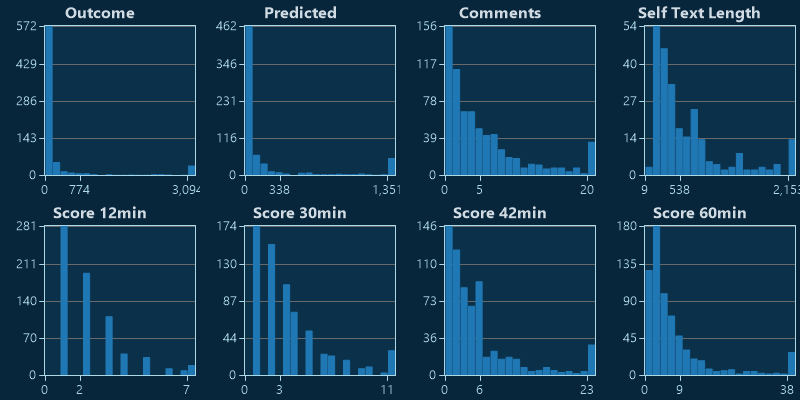 Outcome
572
429
286
143
0
0 774 3,094
Predicted
462
346
231
116
0
0 338 1,351
Comments
156
117
78
39
0
0 5 20
Self Text Length
54
40
27
14
0
9 538 2,153
Score 12min
281
211
140
70
0
0 2 7
Score 30min
174
130
87
44
0
0 3 11
Score 42min
146
110
73
36
0
0 6 23
Score 60min
180
135
90
45
0
0 9 38